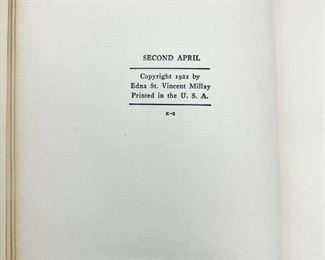 SECOND APRIL
Copyright 1921 by
Edna St. Vincent Millay
Printed in the U. S. A.